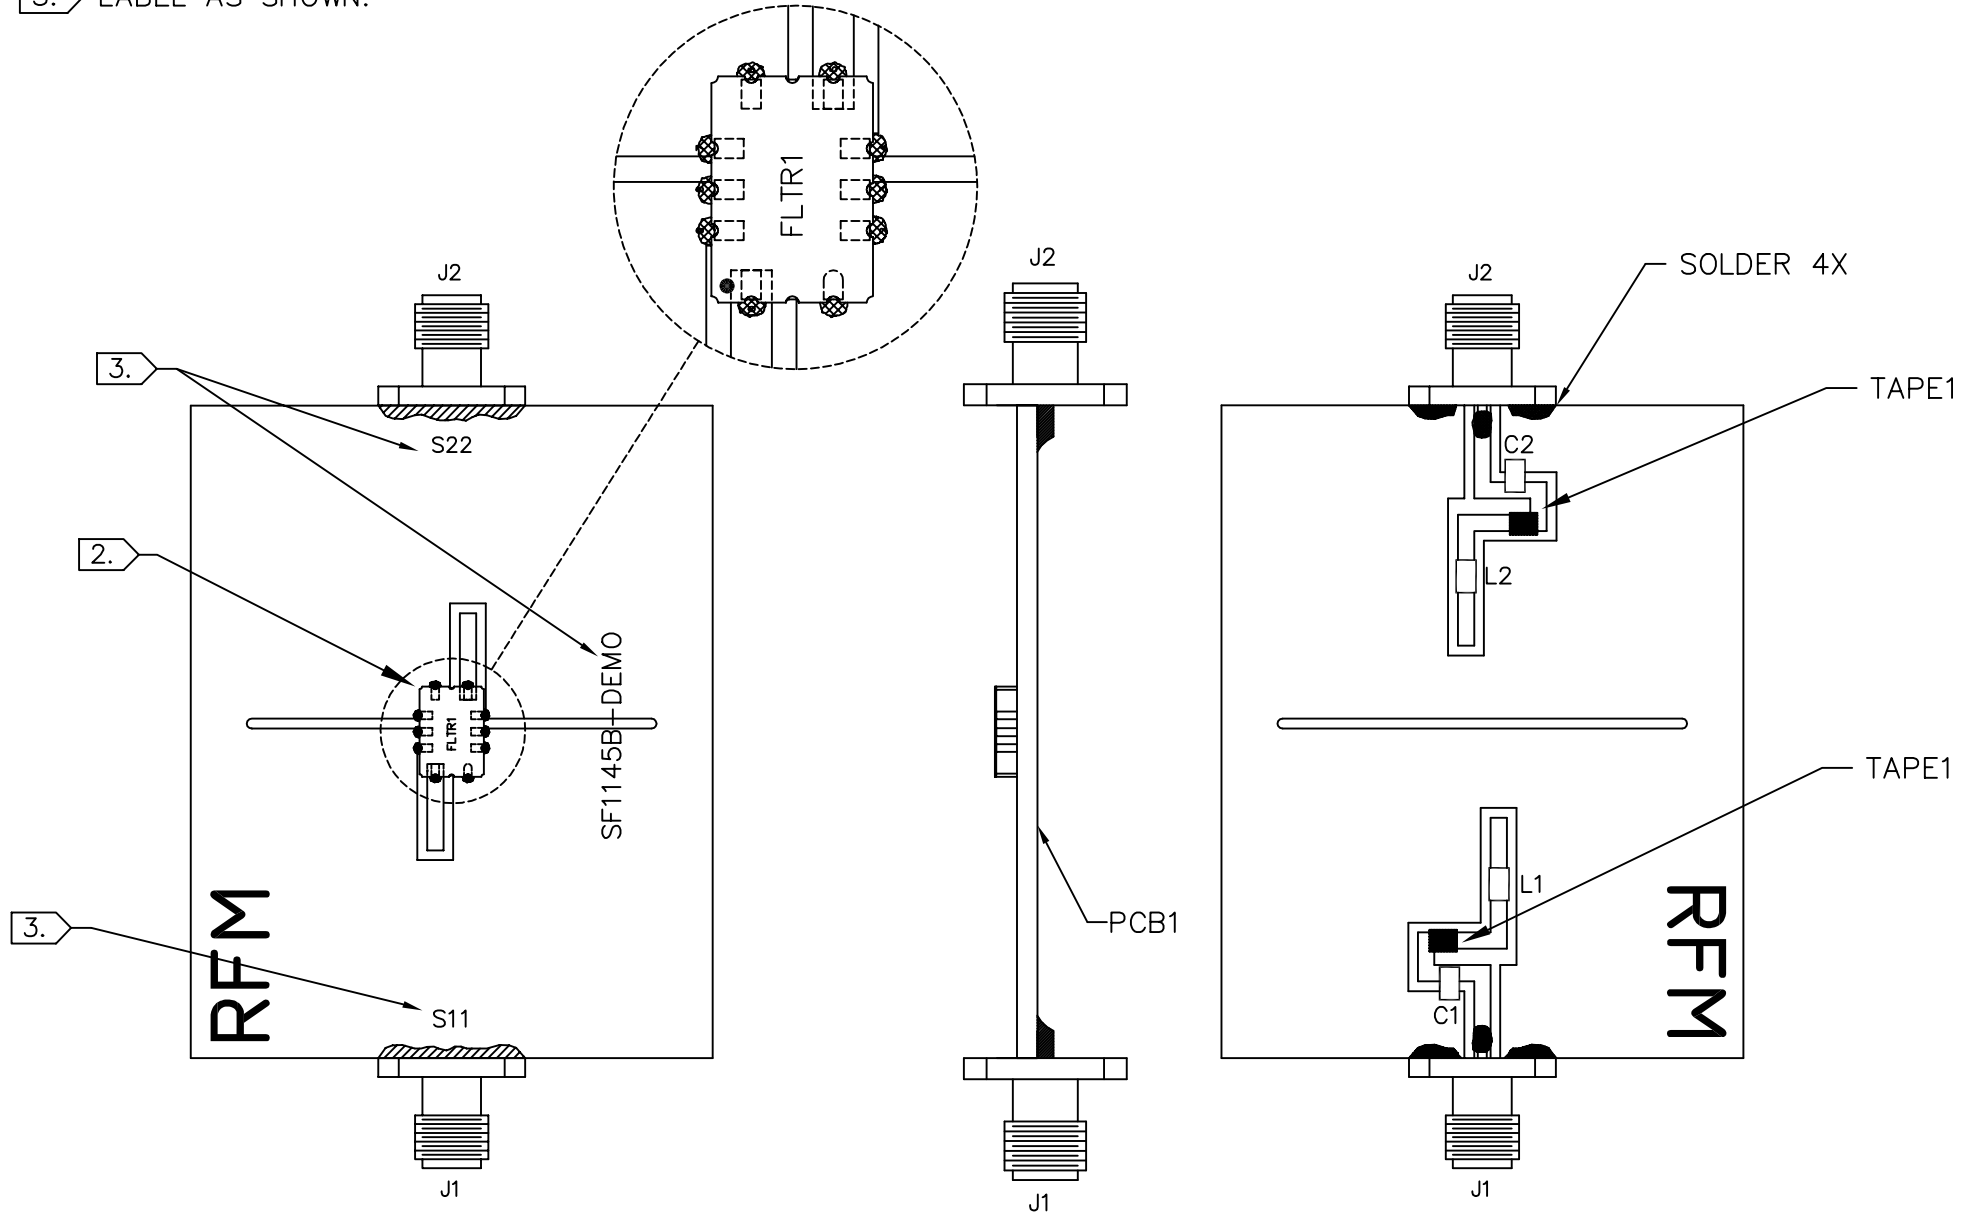 3. LABEL AS SHOWN.
FLTR1
J2
J2
J2
SOLDER 4X
3.
TAPE1
S22
C2
2.
L2
FLTR1
SF1145B-DEMO
TAPE1
L1
RFM
RFM
3.
PCB1
S11
C1
J1
J1
J1